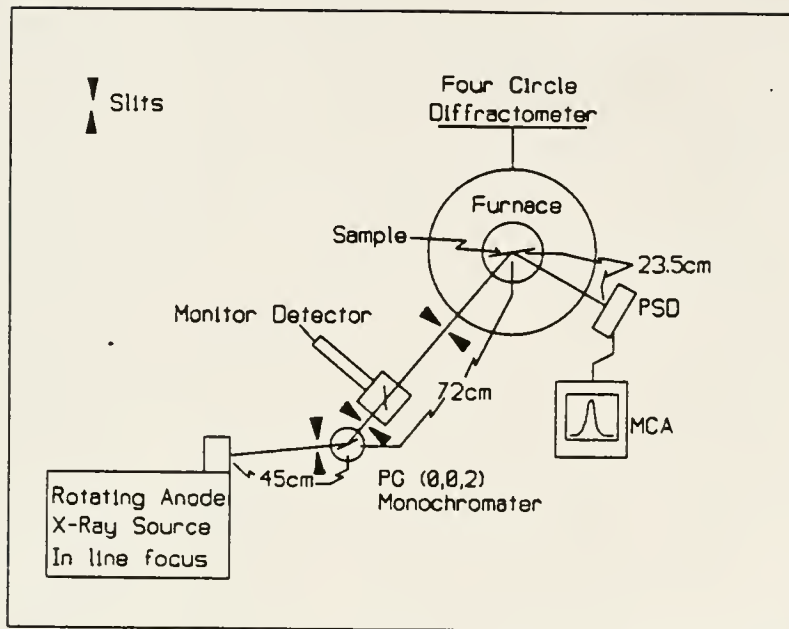 Slits
Four Circle
Diffractometer
Furnace
Sample
23.5cm
PSD
Monitor Detector
72cm
MCA
45cm
PG (0,0,2)
Monochromater
Rotating Anode
X-Ray Source
In line focus